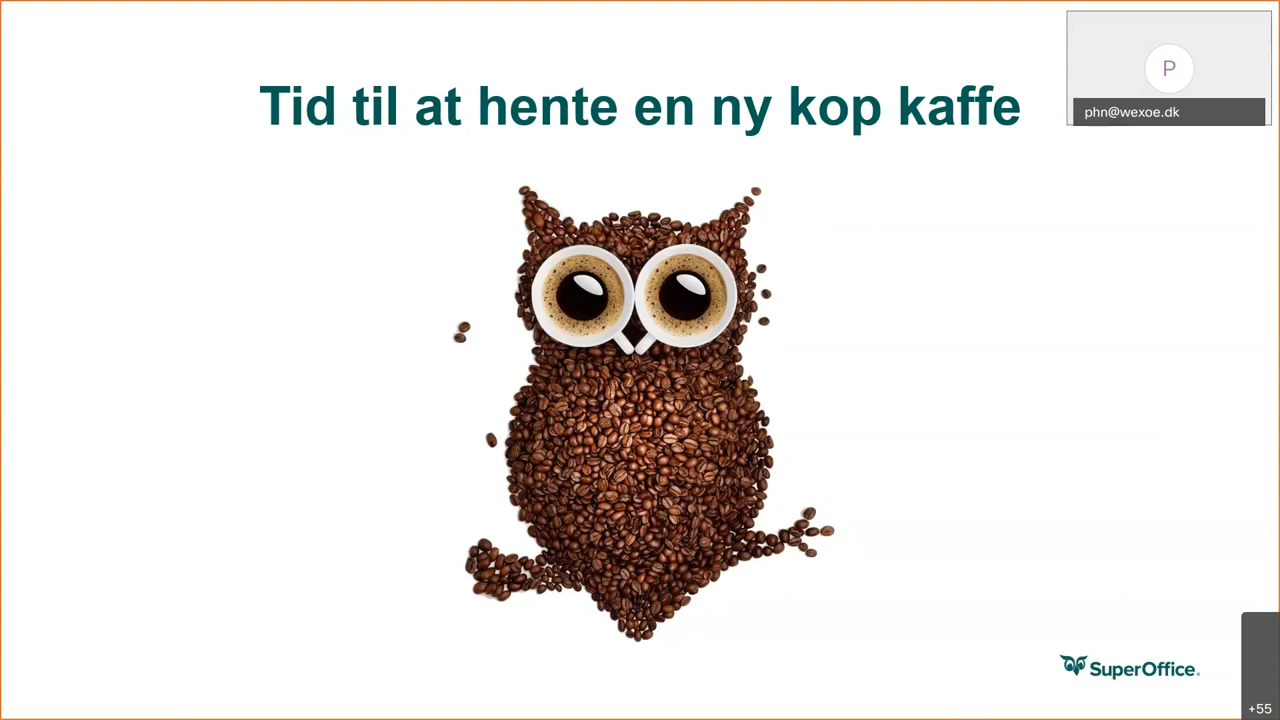 Tid til at hente en ny kop kaffe
P
phn@wexoe.dk
SuperOffice
+55